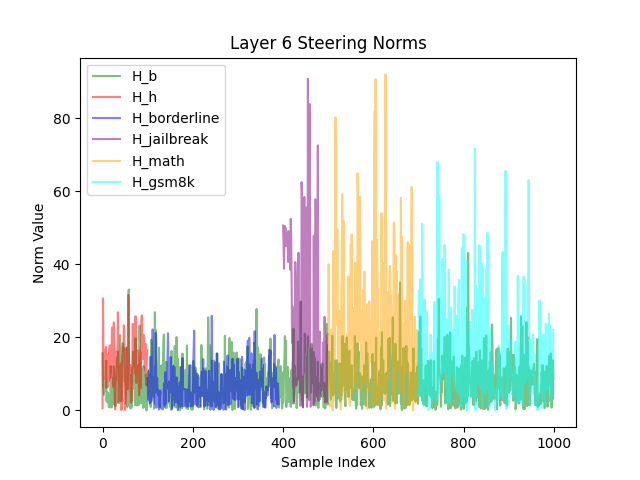 Layer 6 Steering Norms
H_b
H_h
H_borderline
H_jailbreak
H_math
H_gsm8k
Norm Value
80
60
40
20
0
0
200
400
600
800
1000
Sample Index